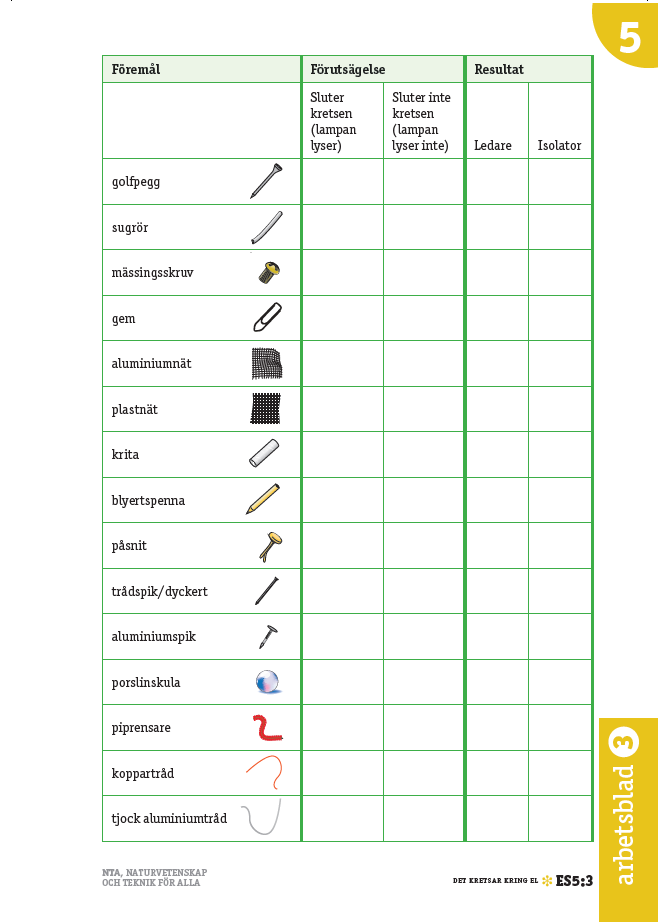 5
Föremål Förutsägelse Resultat
Sluter
kretsen
(lampan
lyser)
Sluter inte
kretsen
(lampan
lyser inte)
Ledare
Isolator
golfpegg
sugrör
mässingsskruv
gem
aluminiumnät
plastnät
krita
blyertspenna
påsnit
trådspik/dyckert
aluminiumspik
porslinskula
piprensare
koppartråd
tjock aluminiumtråd
arbetsblad 3
NTA, NATURVETENSKAP
OCH TEKNIK FÖR ALLA
DET KRETSAR KRING EL ES5:3